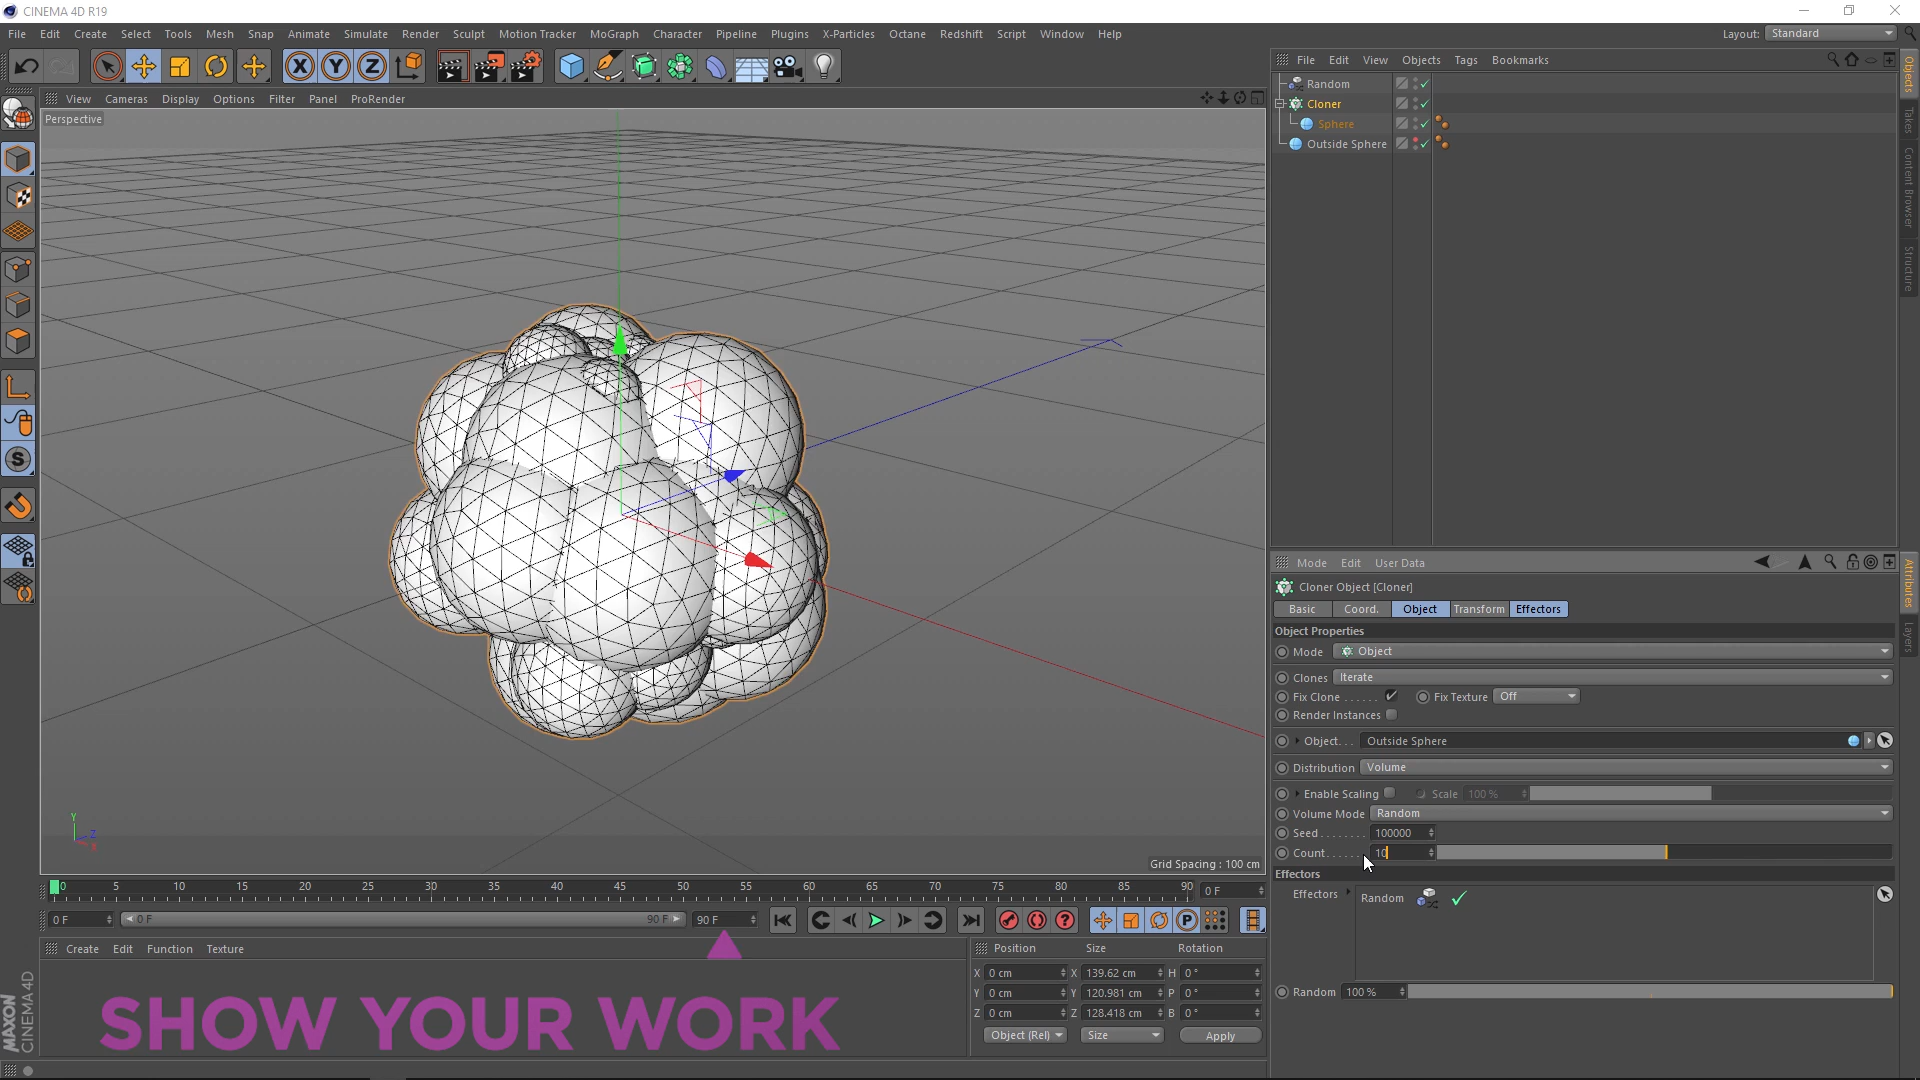 CINEMA 4D R19
File Edit Create Select Tools Mesh Snap Animate Simulate Render Sculpt Motion Tracker MoGraph Character Pipeline Plugins X-Particles Octane Redshift Script Window Help
Layout: Standard
View Cameras Display Options Filter Panel ProRender
Perspective
Y
Z
X
Grid Spacing : 100 cm
0 5 10 15 20 25 30 35 40 45 50 55 60 65 70 75 80 85 90
0 F
0 F
0 F
90 F
90 F
Create Edit Function Texture
SHOW YOUR WORK
MAXON
CINEMA 4D
Position Size Rotation
X 0 cm X 139.62 cm H 0 °
Y 0 cm Y 120.981 cm P 0 °
Z 0 cm Z 128.418 cm B 0 °
Object (Rel) Size Apply
File Edit View Objects Tags Bookmarks
Random
Cloner
Sphere
Outside Sphere
Objects
Takes
Content Browser
Structure
Mode Edit User Data
Cloner Object [Cloner]
Basic Coord. Object Transform Effectors
Object Properties
Mode Object
Clones Iterate
Fix Clone . . . . . . Fix Texture Off
Render Instances
Object. . . Outside Sphere
Distribution Volume
Enable Scaling Scale 100 %
Volume Mode Random
Seed . . . . . . . . 100000
Count. . . . . . . 10
Effectors
Effectors Random
Random 100 %
Attributes
Layers